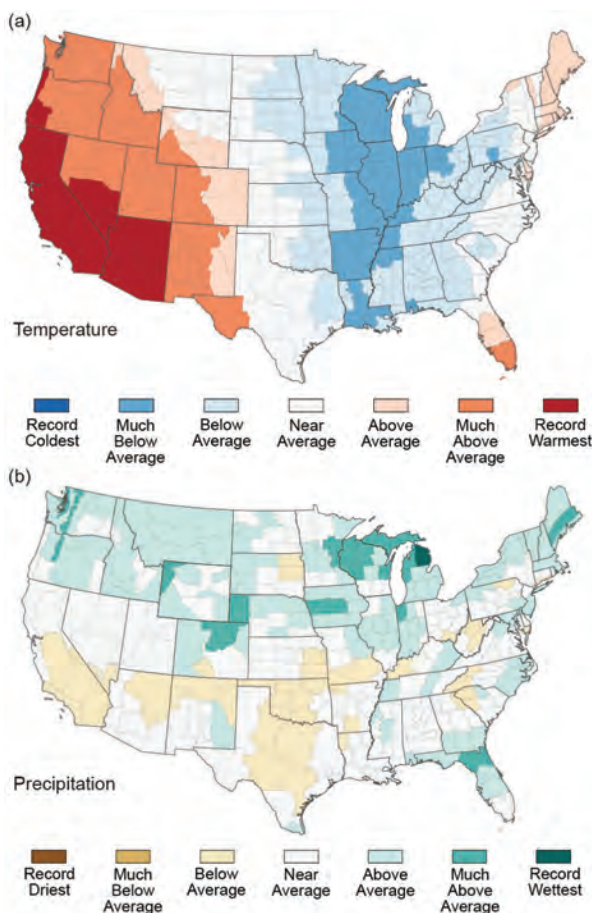 (a)
Temperature
Record
Coldest
Much
Below
Average
Below
Average
Near
Average
Above
Average
Much
Above
Average
Record
Warmest
(b)
Precipitation
Record
Driest
Much
Below
Average
Below
Average
Near
Average
Above
Average
Much
Above
Average
Record
Wettest